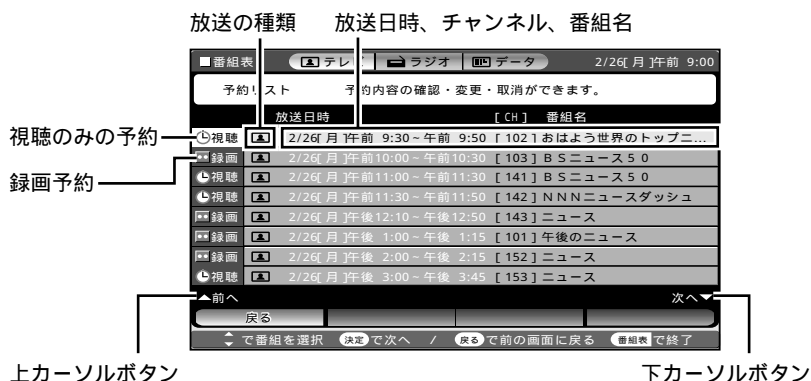 放送の種類 放送日時、チャンネル、番組名
■番組表 テレビ ラジオ データ 2/26[月]午前 9:00
予約リスト 予約内容の確認・変更・取消ができます。
放送日時 [CH] 番組名
視聴のみの予約
視聴 2/26[月]午前 9:30~午前 9:50 [102]おはよう世界のトップニ...
録画予約
録画 2/26[月]午前10:00~午前10:30 [103]BSニュース50
視聴 2/26[月]午前11:00~午前11:30 [141]BSニュース50
視聴 2/26[月]午前11:30~午前11:50 [142]NNNニュースダッシュ
録画 2/26[月]午後12:10~午後12:50 [143]ニュース
録画 2/26[月]午後 1:00~午後 1:15 [101]午後のニュース
録画 2/26[月]午後 2:00~午後 2:15 [152]ニュース
視聴 2/26[月]午後 3:00~午後 3:45 [153]ニュース
▲前へ 次へ▼
戻る
で番組を選択 決定で次へ / 戻るで前の画面に戻る 番組表で終了
上カーソルボタン 下カーソルボタン